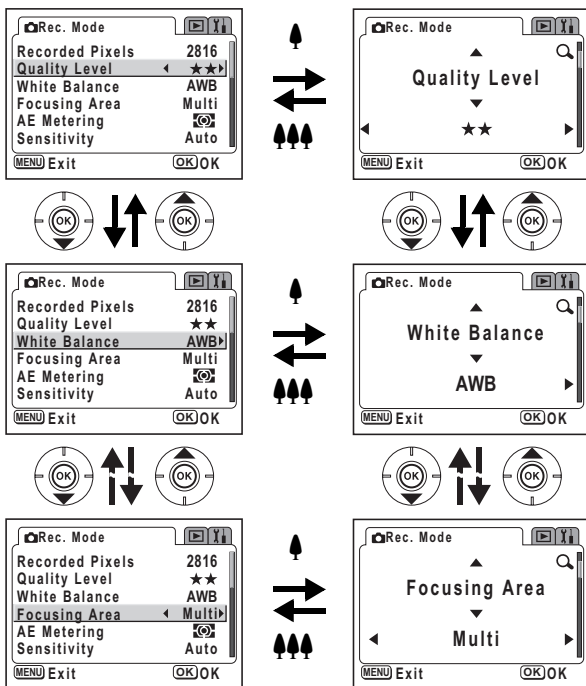 Rec. Mode
Recorded Pixels 2816
Quality Level ★★
White Balance AWB
Focusing Area Multi
AE Metering
Sensitivity Auto
MENU Exit OK OK
Rec. Mode
Quality Level
★★
MENU Exit OK OK
OK OK OK OK
Rec. Mode
Recorded Pixels 2816
Quality Level ★★
White Balance AWB
Focusing Area Multi
AE Metering
Sensitivity Auto
MENU Exit OK OK
Rec. Mode
White Balance
AWB
MENU Exit OK OK
OK OK OK OK
Rec. Mode
Recorded Pixels 2816
Quality Level ★★
White Balance AWB
Focusing Area Multi
AE Metering
Sensitivity Auto
MENU Exit OK OK
Rec. Mode
Focusing Area
Multi
MENU Exit OK OK